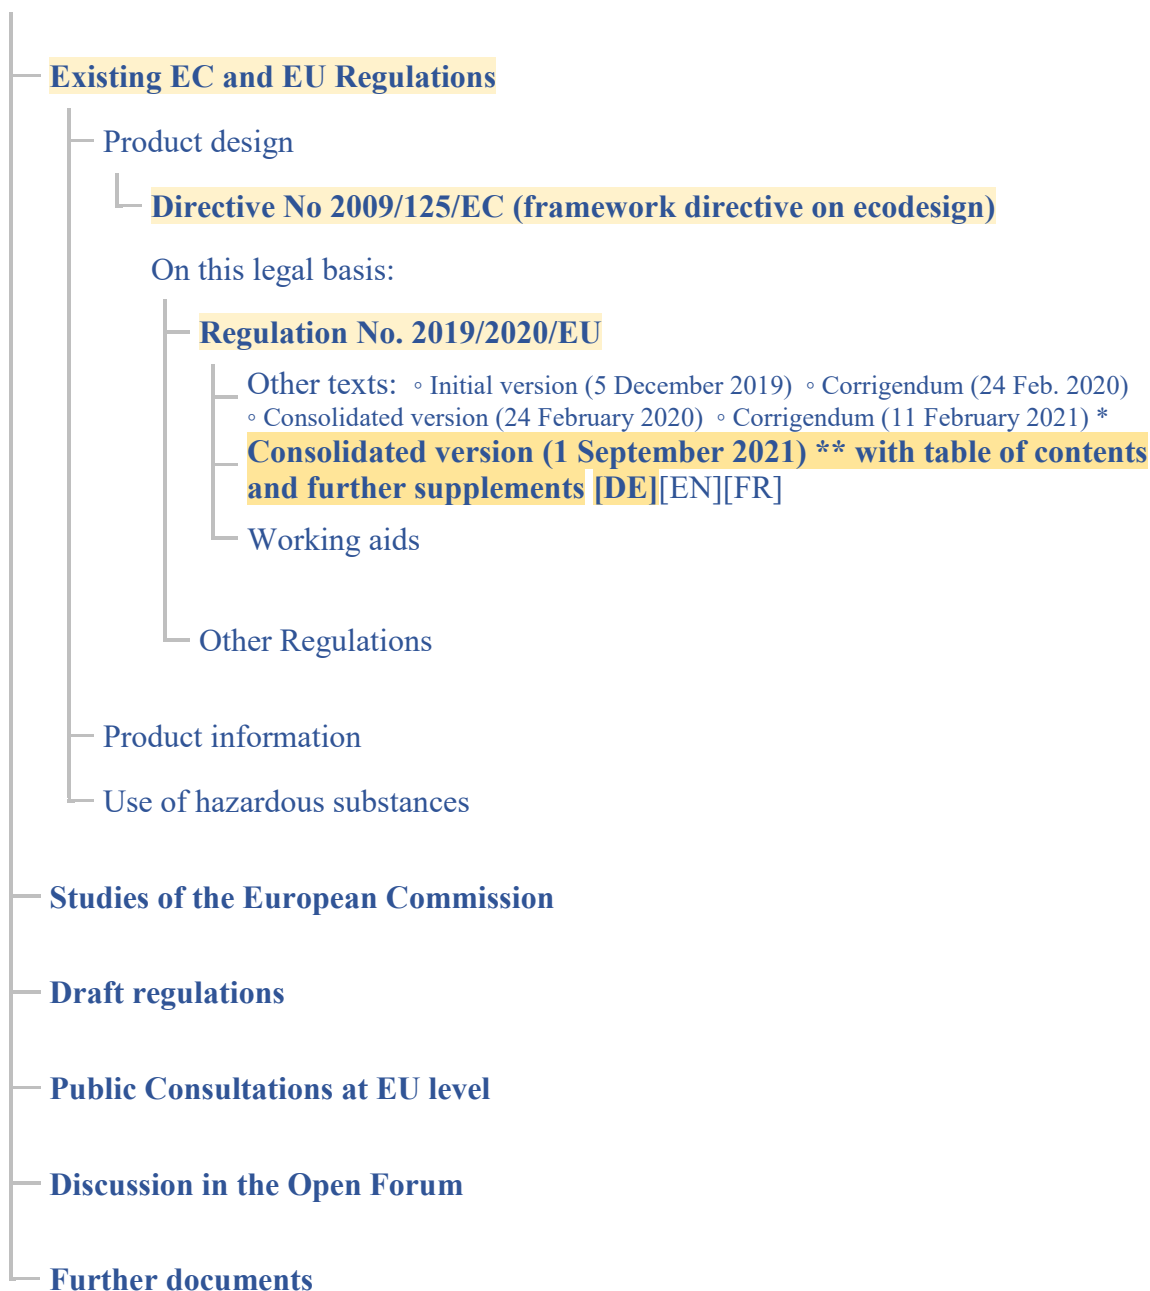 Existing EC and EU Regulations
Product design
Directive No 2009/125/EC (framework directive on ecodesign)
On this legal basis:
Regulation No. 2019/2020/EU
Other texts: ◦ Initial version (5 December 2019) ◦ Corrigendum (24 Feb. 2020)
◦ Consolidated version (24 February 2020) ◦ Corrigendum (11 February 2021) *
Consolidated version (1 September 2021) ** with table of contents
and further supplements [DE][EN][FR]
Working aids
Other Regulations
Product information
Use of hazardous substances
Studies of the European Commission
Draft regulations
Public Consultations at EU level
Discussion in the Open Forum
Further documents